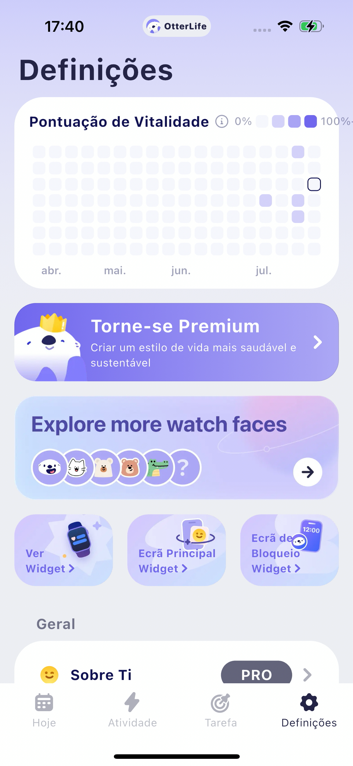 17:40
OtterLife
Definições
Pontuação de Vitalidade
0%
100%
abr.
mai.
jun.
jul.
Torne-se Premium
Criar um estilo de vida mais saudável e
sustentável
Explore more watch faces
?
Ver
Widget
Ecrã Principal
Widget
12:00
Ecrã de
Bloqueio
Widget
Geral
Sobre Ti
PRO
Hoje
Atividade
Tarefa
Definições